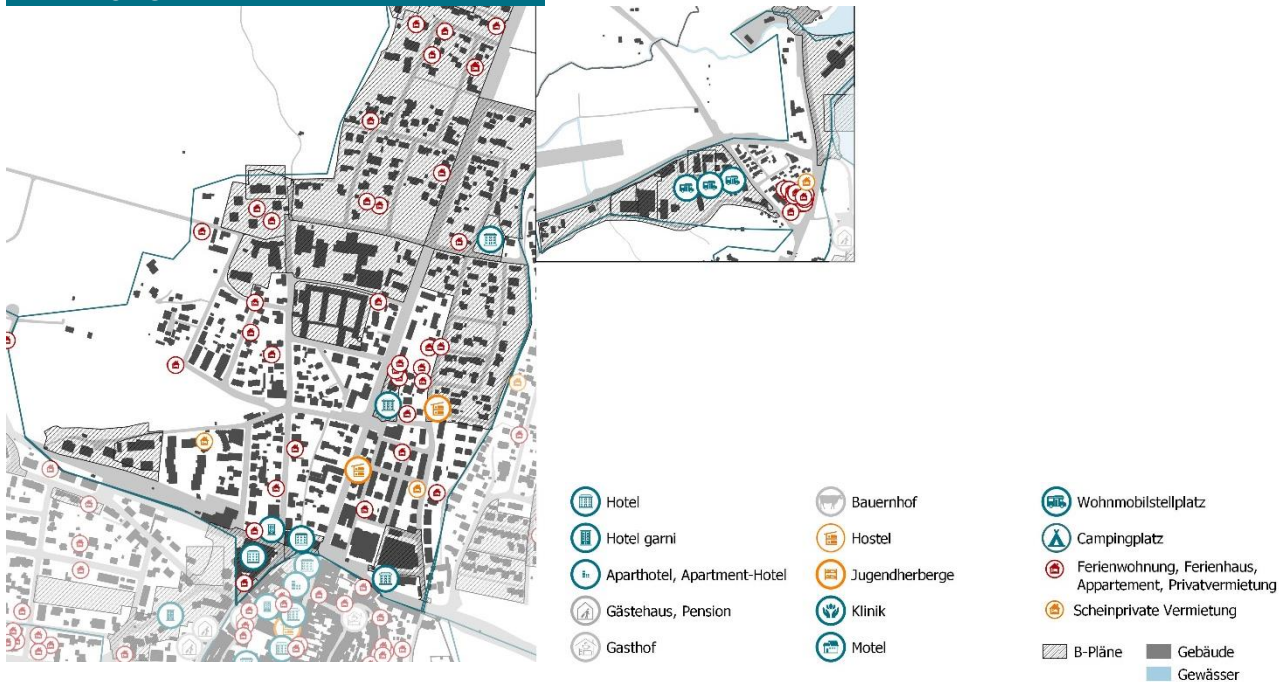 Hotel
Hotel garni
Aparthotel, Apartment-Hotel
Gästehaus, Pension
Gasthof
Bauernhof
Hostel
Jugendherberge
Klinik
Motel
Wohnmobilstellplatz
Campingplatz
Ferienwohnung, Ferienhaus,
Appartement, Privatvermietung
Scheinprivate Vermietung
B-Pläne
Gebäude
Gewässer